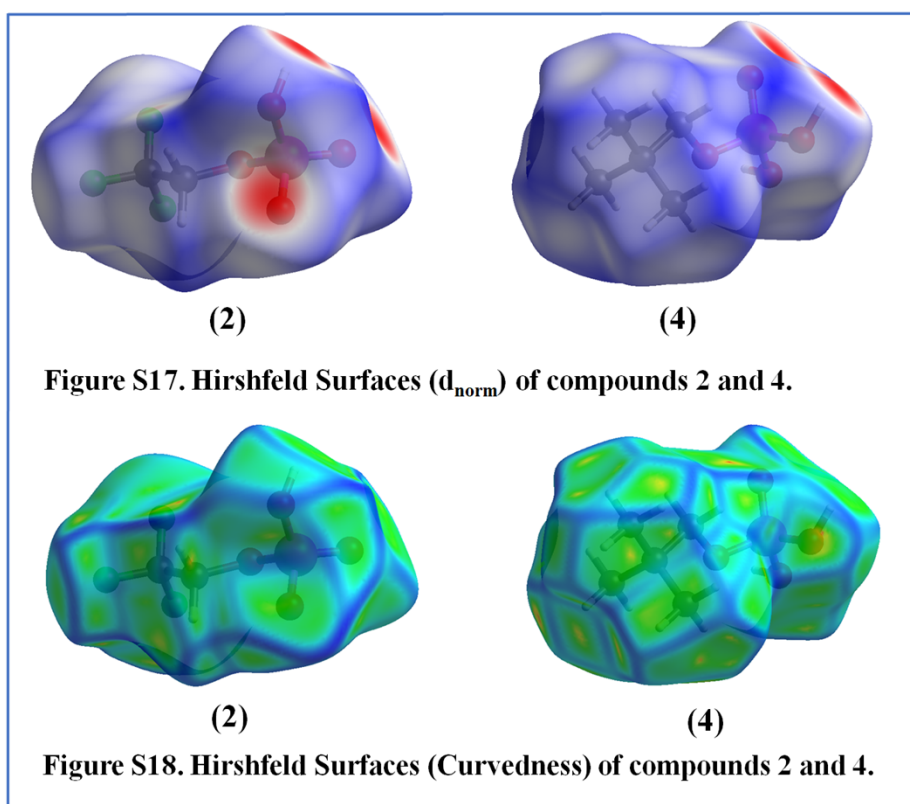 (2) (4)
Figure S17. Hirshfeld Surfaces (dnorm) of compounds 2 and 4.
(2) (4)
Figure S18. Hirshfeld Surfaces (Curvedness) of compounds 2 and 4.